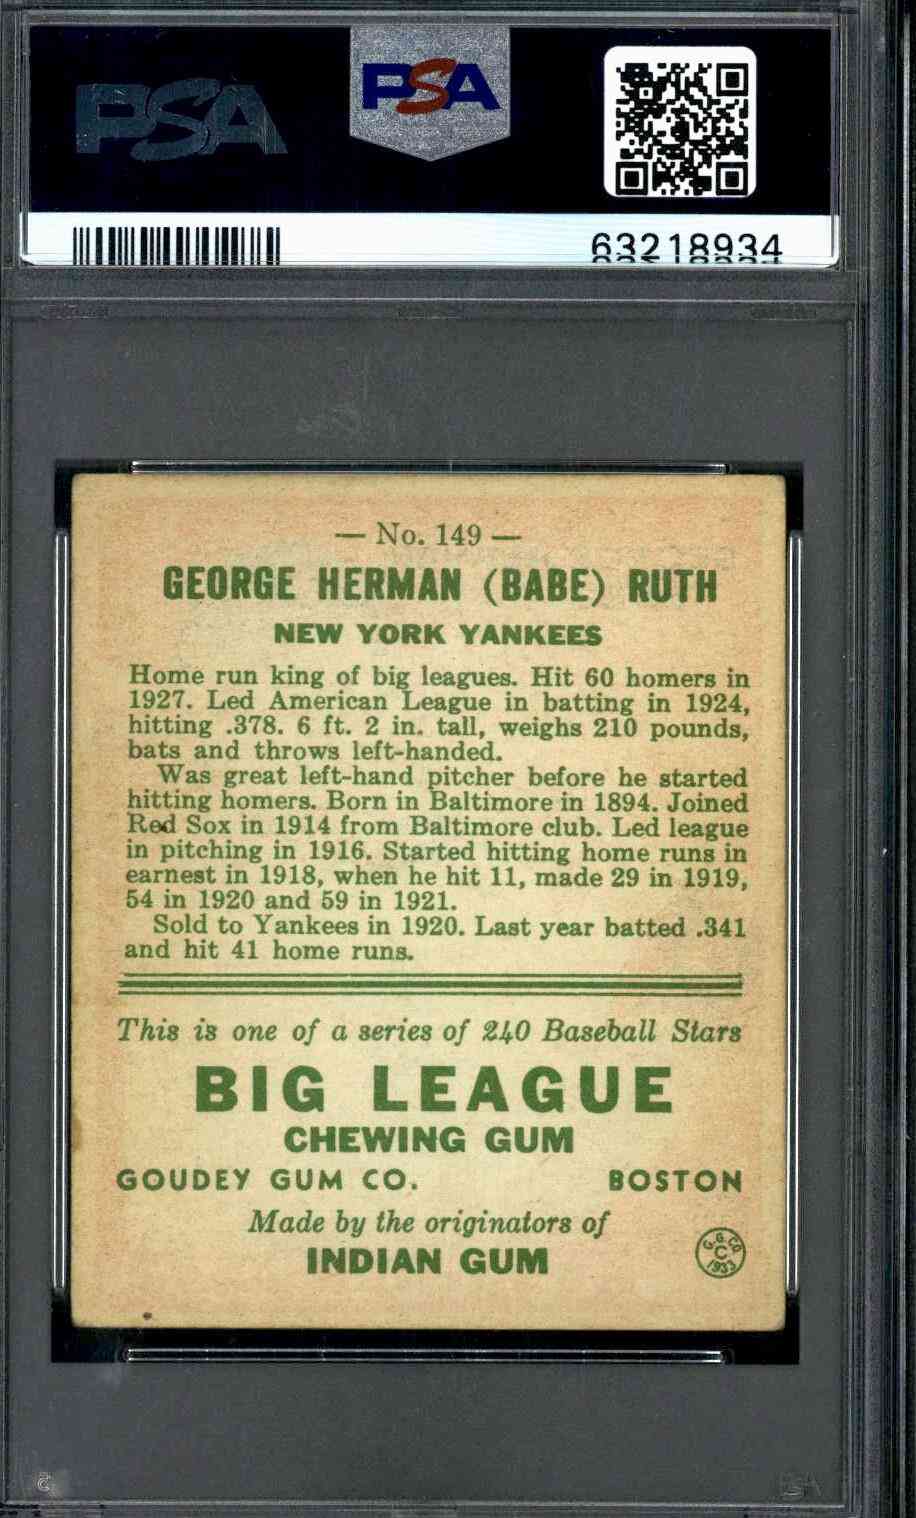 PSA
PSA
63218934
— No. 149 —
GEORGE HERMAN (BABE) RUTH
NEW YORK YANKEES
Home run king of big leagues. Hit 60 homers in
1927. Led American League in batting in 1924,
hitting .378. 6 ft. 2 in. tall, weighs 210 pounds,
bats and throws left-handed.
Was great left-hand pitcher before he started
hitting homers. Born in Baltimore in 1894. Joined
Red Sox in 1914 from Baltimore club. Led league
in pitching in 1916. Started hitting home runs in
earnest in 1918, when he hit 11, made 29 in 1919,
54 in 1920 and 59 in 1921.
Sold to Yankees in 1920. Last year batted .341
and hit 41 home runs.
This is one of a series of 240 Baseball Stars
BIG LEAGUE
CHEWING GUM
GOUDEY GUM CO. BOSTON
Made by the originators of
INDIAN GUM
G.G.CO.
C
1933